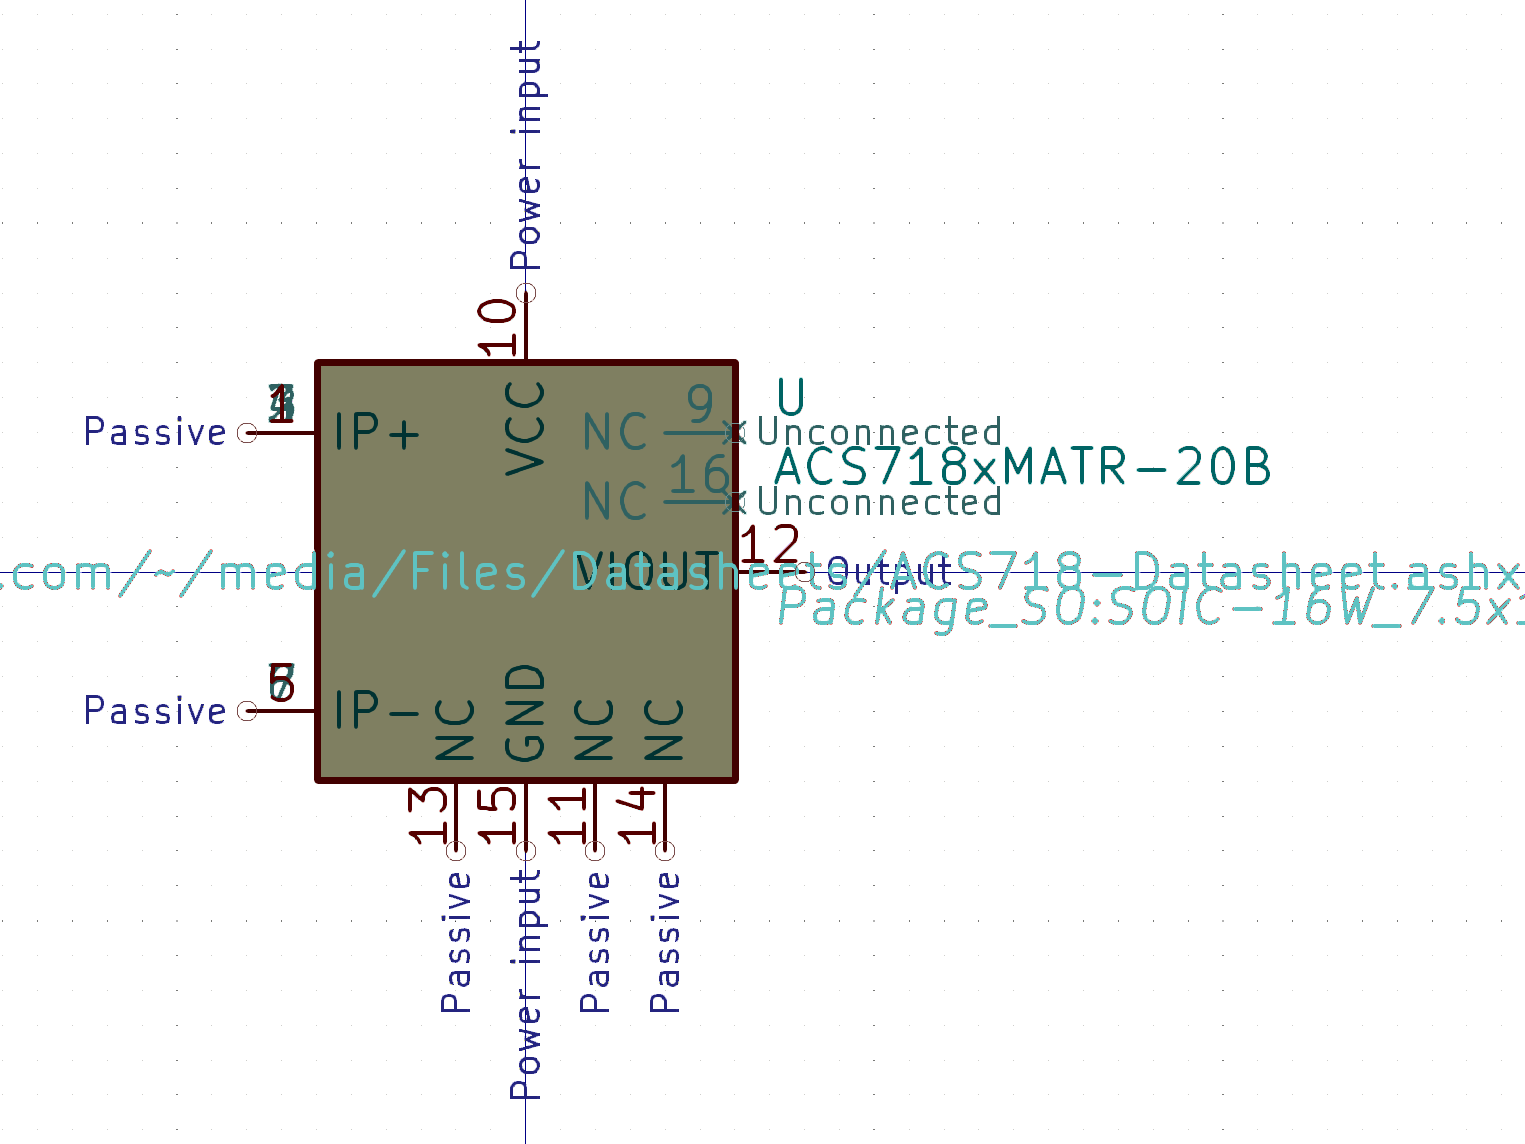 Power input
10
1
Passive
IP+
VCC
NC
9
Unconnected
U
ACS718xMATR-20B
NC
16
Unconnected
VIOUT
12
Output
.com/~/media/Files/Datasheets/ACS718-Datasheet.ashx
Package_SO:SOIC-16W_7.5x1
5
Passive
IP-
NC
GND
NC
NC
13
15
11
14
Passive
Power input
Passive
Passive